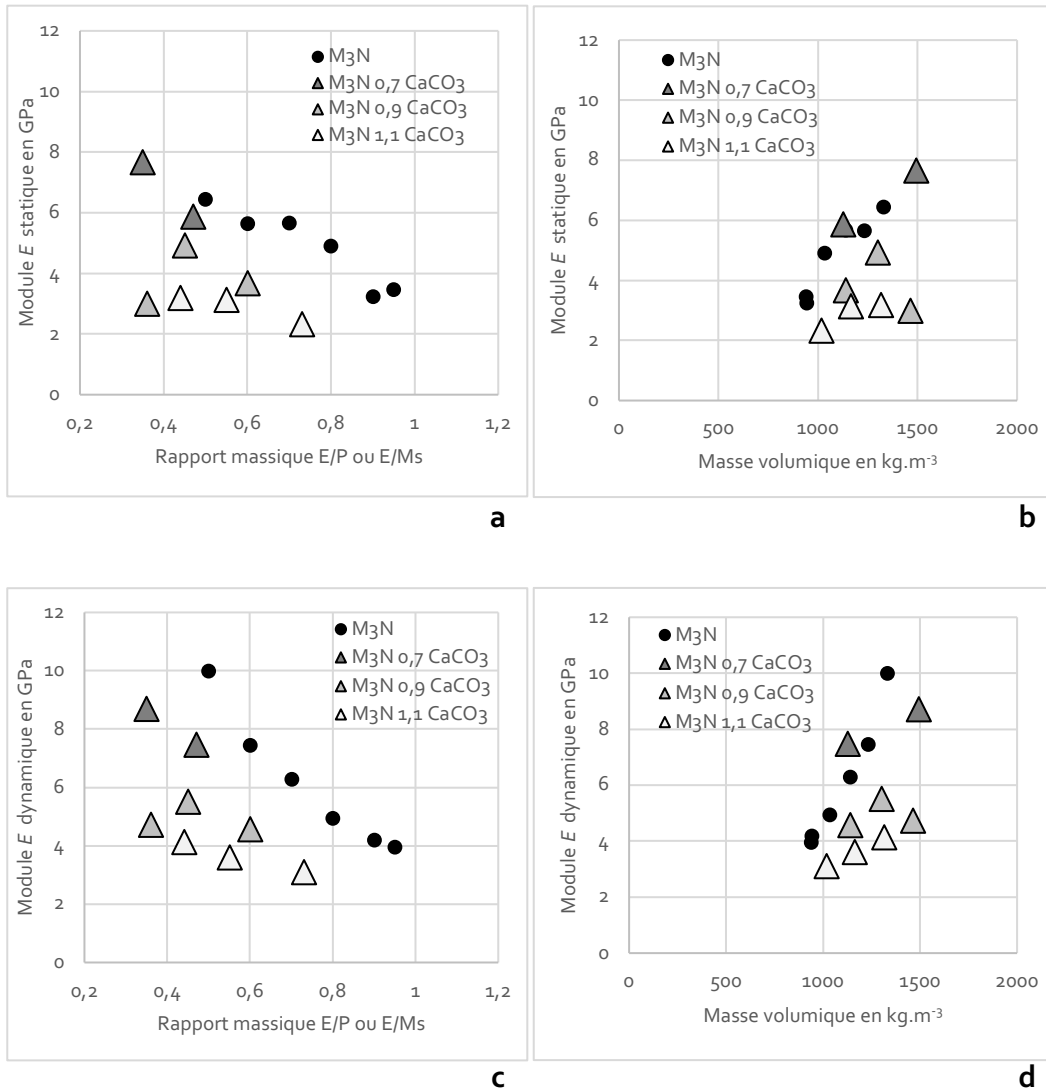 12
10
8
6
4
2
0
Module E statique en GPa
M3N
M3N 0,7 CaCO3
M3N 0,9 CaCO3
M3N 1,1 CaCO3
0,2 0,4 0,6 0,8 1 1,2
Rapport massique E/P ou E/Ms
a
12
10
8
6
4
2
0
Module E statique en GPa
M3N
M3N 0,7 CaCO3
M3N 0,9 CaCO3
M3N 1,1 CaCO3
0 500 1000 1500 2000
Masse volumique en kg.m⁻³
b
12
10
8
6
4
2
0
Module E dynamique en GPa
M3N
M3N 0,7 CaCO3
M3N 0,9 CaCO3
M3N 1,1 CaCO3
0,2 0,4 0,6 0,8 1 1,2
Rapport massique E/P ou E/Ms
c
12
10
8
6
4
2
0
Module E dynamique en GPa
M3N
M3N 0,7 CaCO3
M3N 0,9 CaCO3
M3N 1,1 CaCO3
0 500 1000 1500 2000
Masse volumique en kg.m⁻³
d